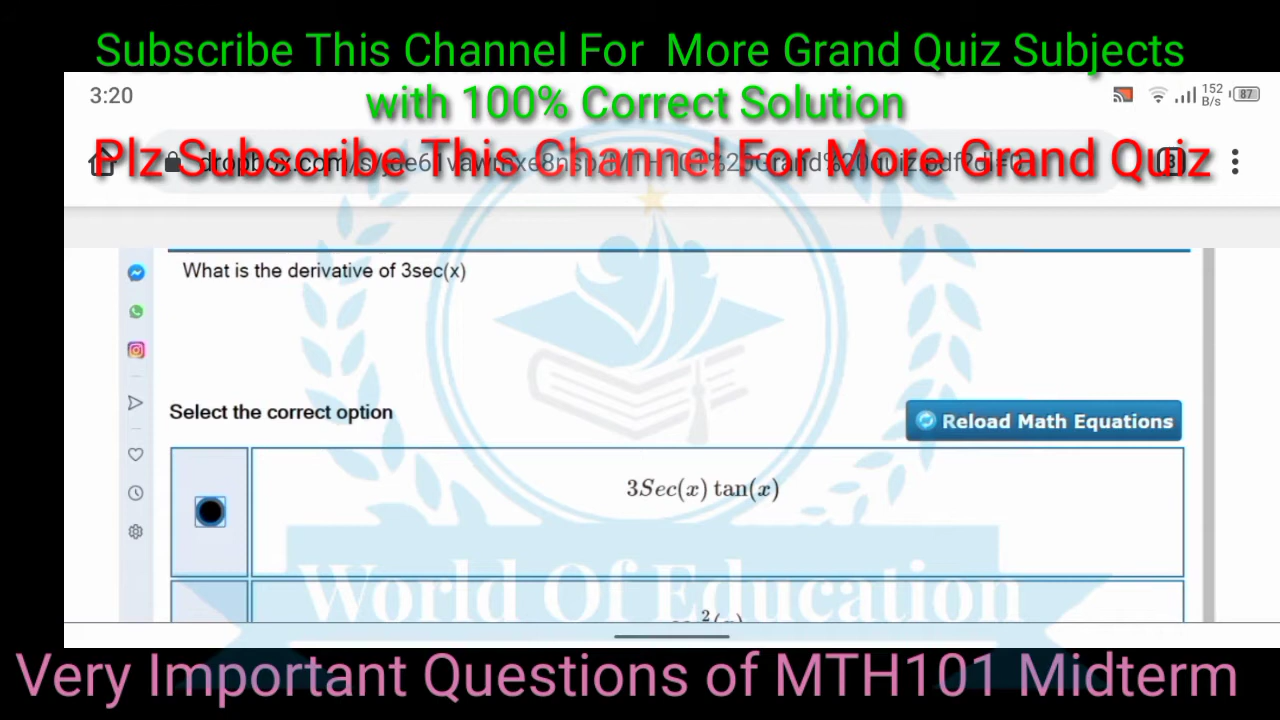 Subscribe This Channel For More Grand Quiz Subjects
3:20
with 100% Correct Solution
152
B/s
87
Plz Subscribe This Channel For More Grand Quiz
What is the derivative of 3sec(x)
Select the correct option
Reload Math Equations
3Sec(x) tan(x)
World Of Education
Very Important Questions of MTH101 Midterm